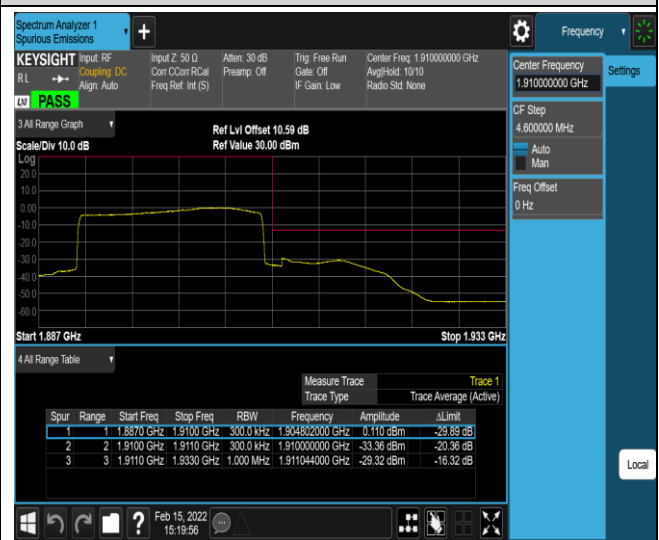 Spectrum Analyzer 1
Spurious Emissions
+
Frequency
KEYSIGHT
RL
LXI
PASS
Input: RF
Coupling: DC
Align: Auto
Input Z: 50 Ω
Corr CCorr RCal
Freq Ref: Int (S)
Atten: 30 dB
Preamp: Off
Trig: Free Run
Gate: Off
IF Gain: Low
Center Freq: 1.910000000 GHz
Avg|Hold: 10/10
Radio Std: None
Center Frequency
1.910000000 GHz
Settings
CF Step
4.600000 MHz
Auto
Man
Freq Offset
0 Hz
3 All Range Graph
Scale/Div 10.0 dB
Ref Lvl Offset 10.59 dB
Ref Value 30.00 dBm
Log
20.0
10.0
0.00
-10.0
-20.0
-30.0
-40.0
-50.0
-60.0
Start 1.887 GHz
Stop 1.933 GHz
4 All Range Table
Measure Trace Trace 1
Trace Type Trace Average (Active)
Spur Range Start Freq Stop Freq RBW Frequency Amplitude ΔLimit
1 1 1.8870 GHz 1.9100 GHz 300.0 kHz 1.904802000 GHz 0.110 dBm -29.89 dB
2 2 1.9100 GHz 1.9110 GHz 300.0 kHz 1.910000000 GHz -33.36 dBm -20.36 dB
3 3 1.9110 GHz 1.9330 GHz 1.000 MHz 1.911044000 GHz -29.32 dBm -16.32 dB
Local
?
Feb 15, 2022
15:19:56